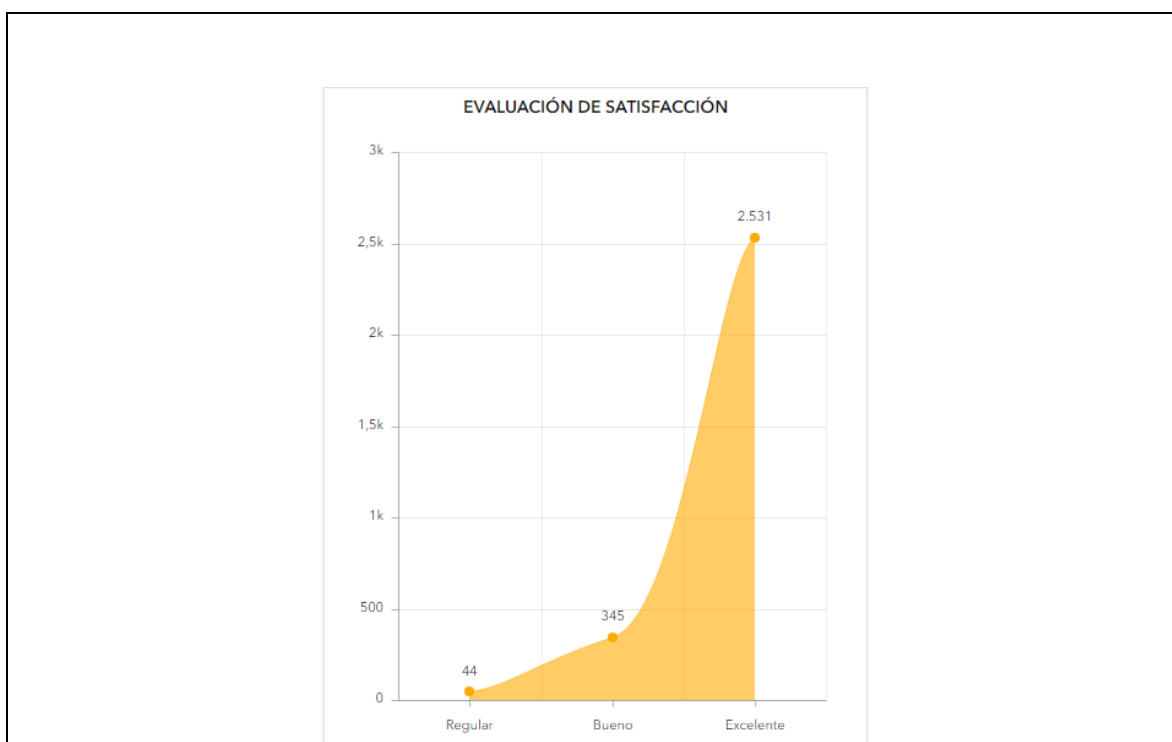 EVALUACIÓN DE SATISFACCIÓN
3k
2.531
2,5k
2k
1,5k
1k
500
345
44
0
Regular Bueno Excelente